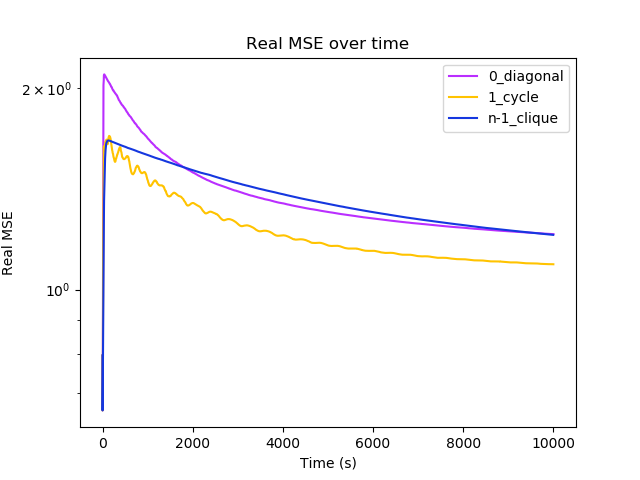 Real MSE over time
0_diagonal
1_cycle
n-1_clique
2 × 10⁰
10⁰
Real MSE
0
2000
4000
6000
8000
10000
Time (s)